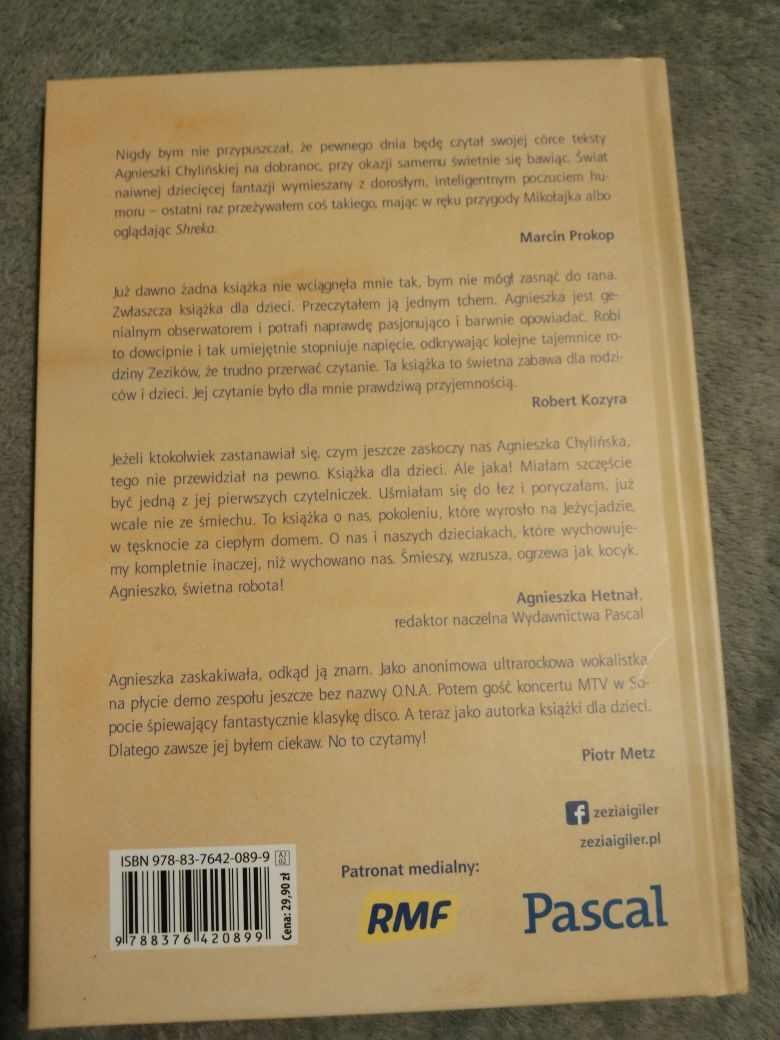 Nigdy bym nie przypuszczał, że pewnego dnia będę czytał swojej córce teksty
Agnieszki Chylińskiej na dobranoc, przy okazji samemu świetnie się bawiąc. Świat
naiwnej dziecięcej fantazji wymieszany z dorosłym, inteligentnym poczuciem hu-
moru – ostatni raz przeżywałem coś takiego, mając w ręku przygody Mikołajka albo
oglądając Shreka.
Marcin Prokop
Już dawno żadna książka nie wciągnęła mnie tak, bym nie mógł zasnąć do rana.
Zwłaszcza książka dla dzieci. Przeczytałem ją jednym tchem. Agnieszka jest ge-
nialnym obserwatorem i potrafi naprawdę pasjonująco i barwnie opowiadać. Robi
to dowcipnie i tak umiejętnie stopniuje napięcie, odkrywając kolejne tajemnice ro-
dziny Zezików, że trudno przerwać czytanie. Ta książka to świetna zabawa dla rodzi-
ców i dzieci. Jej czytanie było dla mnie prawdziwą przyjemnością.
Robert Kozyra
Jeżeli ktokolwiek zastanawiał się, czym jeszcze zaskoczy nas Agnieszka Chylińska,
tego nie przewidział na pewno. Książka dla dzieci. Ale jaka! Miałam szczęście
być jedną z jej pierwszych czytelniczek. Uśmiałam się do łez i poryczałam, już
wcale nie ze śmiechu. To książka o nas, pokoleniu, które wyrosło na Jeżycjadzie,
w tęsknocie za ciepłym domem. O nas i naszych dzieciakach, które wychowuje-
my kompletnie inaczej, niż wychowano nas. Śmieszy, wzrusza, ogrzewa jak kocyk.
Agnieszko, świetna robota!
Agnieszka Hetnał,
redaktor naczelna Wydawnictwa Pascal
Agnieszka zaskakiwała, odkąd ją znam. Jako anonimowa ultrarockowa wokalistka
na płycie demo zespołu jeszcze bez nazwy O.N.A. Potem gość koncertu MTV w So-
pocie śpiewający fantastycznie klasykę disco. A teraz jako autorka książki dla dzieci.
Dlatego zawsze jej byłem ciekaw. No to czytamy!
Piotr Metz
f zeziaigiler
zeziaigiler.pl
ISBN 978-83-7642-089-9
AJ
02
Cena: 29,90 zł
9 788376 420899
Patronat medialny:
RMF
Pascal